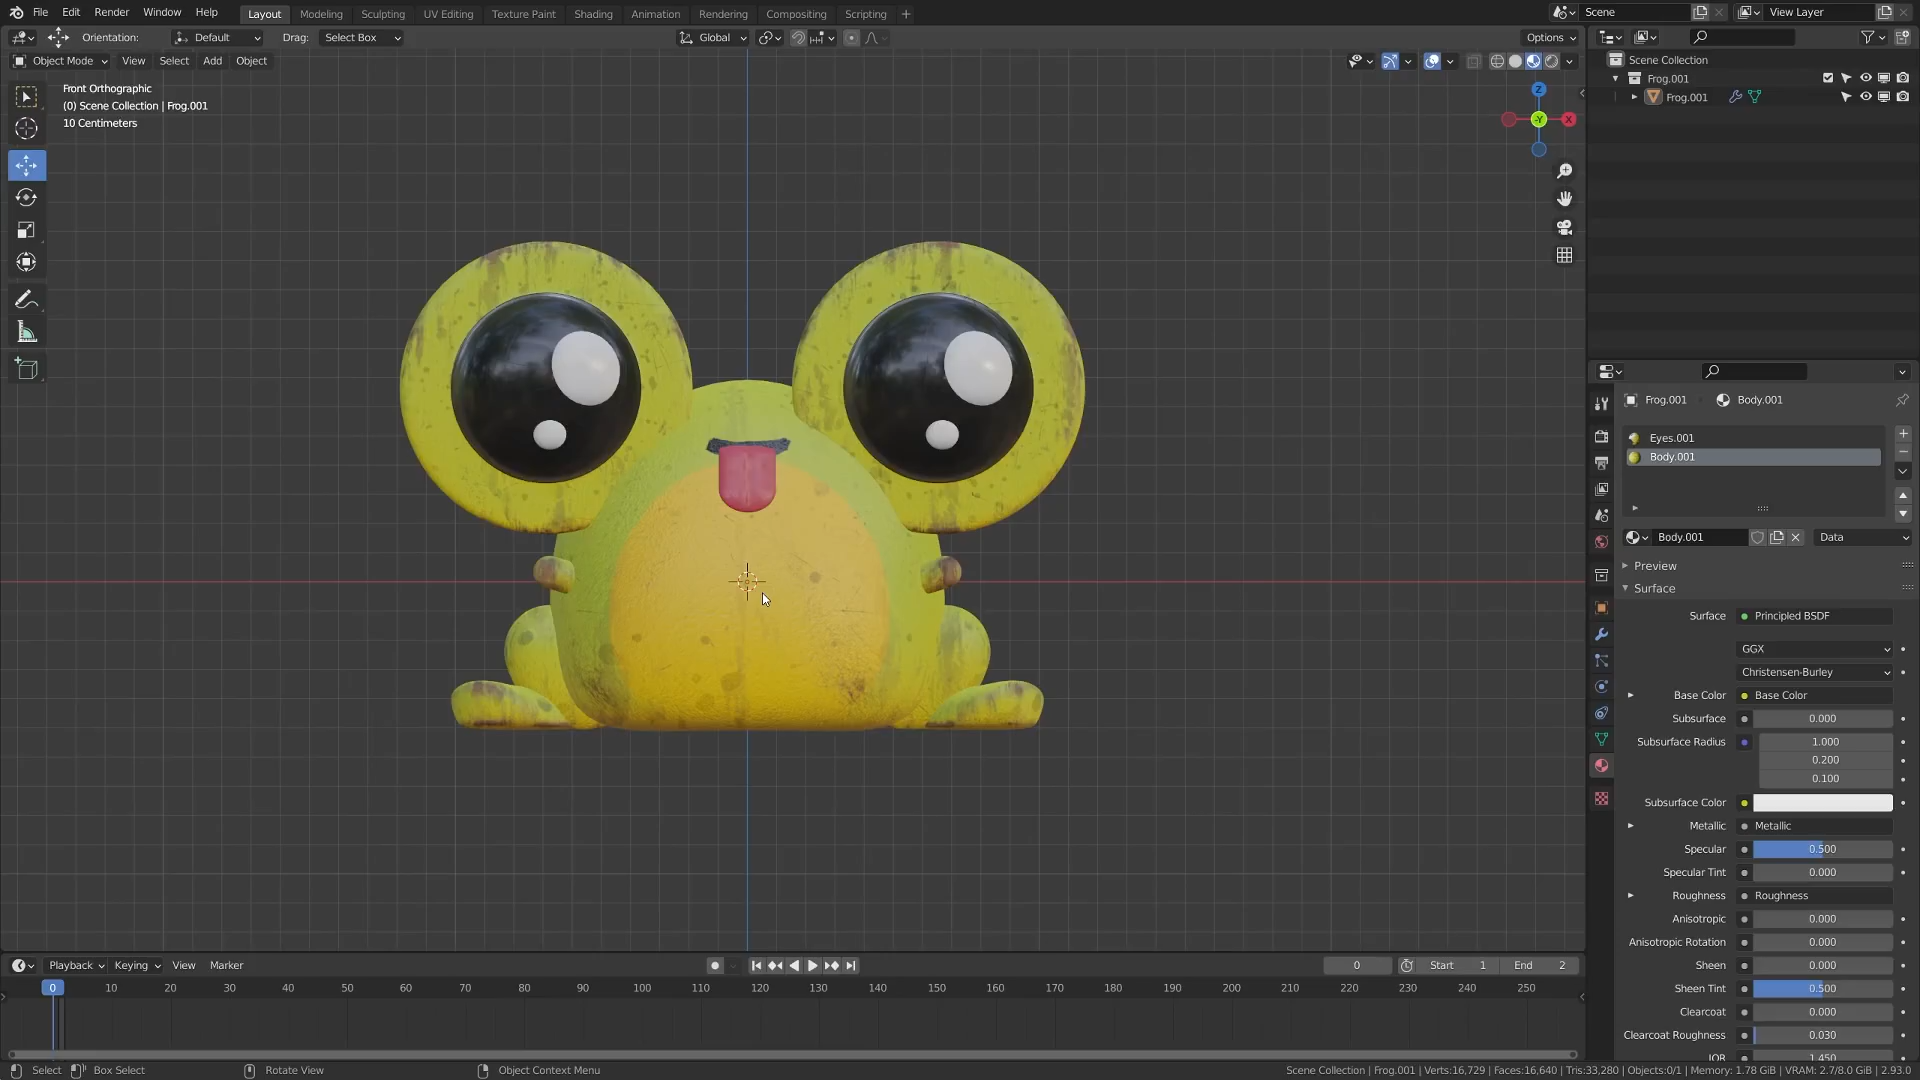 File Edit Render Window Help Layout Modeling Sculpting UV Editing Texture Paint Shading Animation Rendering Compositing Scripting + Scene View Layer
Orientation: Default Drag: Select Box Global Options
Object Mode View Select Add Object
Front Orthographic
(0) Scene Collection | Frog.001
10 Centimeters
Z
-Y X
Scene Collection
Frog.001
Frog.001
Frog.001 Body.001
Eyes.001
Body.001
Body.001 Data
Preview
Surface
Surface Principled BSDF
GGX
Christensen-Burley
Base Color Base Color
Subsurface 0.000
Subsurface Radius 1.000
0.200
0.100
Subsurface Color
Metallic Metallic
Specular 0.500
Specular Tint 0.000
Roughness Roughness
Anisotropic 0.000
Anisotropic Rotation 0.000
Sheen 0.000
Sheen Tint 0.500
Clearcoat 0.000
Clearcoat Roughness 0.030
IOR 1.450
Playback Keying View Marker 0 Start 1 End 2
0 10 20 30 40 50 60 70 80 90 100 110 120 130 140 150 160 170 180 190 200 210 220 230 240 250
Select Box Select Rotate View Object Context Menu Scene Collection | Frog.001 | Verts:16,729 | Faces:16,640 | Tris:33,280 | Objects:0/1 | Memory: 1.78 GiB | VRAM: 2.7/8.0 GiB | 2.93.0